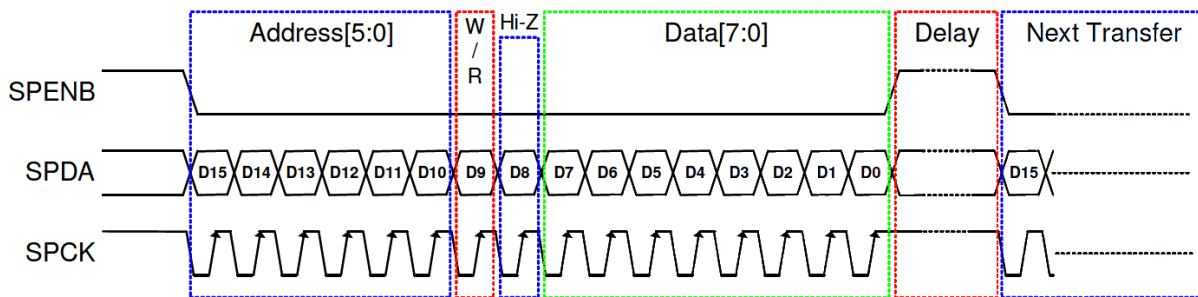 Address[5:0]
W
/
R
Hi-Z
Data[7:0]
Delay
Next Transfer
SPENB
SPDA
D15 D14 D13 D12 D11 D10 D9 D8 D7 D6 D5 D4 D3 D2 D1 D0 D15
SPCK